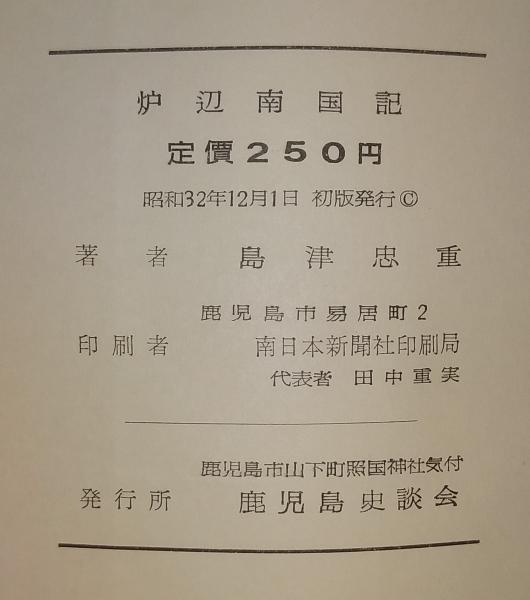 炉辺南国記
定價250円
昭和32年12月1日 初版発行©
著者 島津忠重
鹿児島市易居町2
印刷者 南日本新聞社印刷局
代表者 田中重実
鹿児島市山下町照国神社気付
発行所 鹿児島史談会